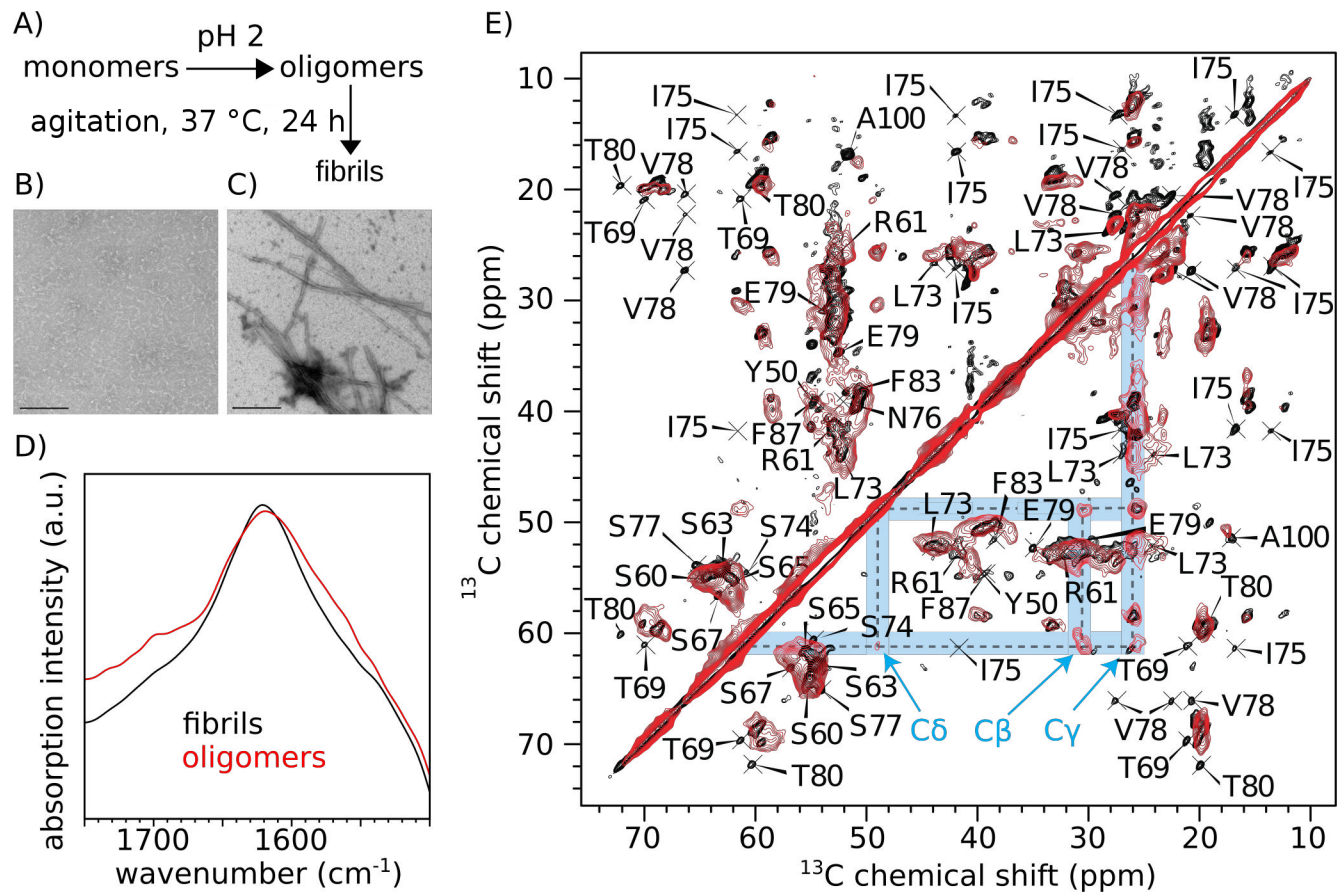 A)
pH 2
monomers
oligomers
agitation, 37 °C, 24 h
fibrils
B)
C)
D)
absorption intensity (a.u.)
fibrils
oligomers
1700
1600
wavenumber (cm-1)
E)
13C chemical shift (ppm)
10
20
30
40
50
60
70
I75
I75
I75
I75
A100
I75
I75
T80
V78
I75
V78
I75
T80
V78
V78
T69
V78
T69
R61
V78
L73
V78
E79
L73
I75
V78
I75
E79
Y50
F83
I75
N76
F87
I75
I75
R61
L73
L73
L73
L73
F83
E79
E79
S77
S63
S74
A100
S60
S65
R61
F87
Y50
R61
L73
T80
S67
S65
S74
T80
T69
S67
S63
I75
T69
I75
S60
S77
Cδ
Cβ
Cγ
V78
V78
T69
T69
T80
T80
70
60
50
40
30
20
10
13C chemical shift (ppm)